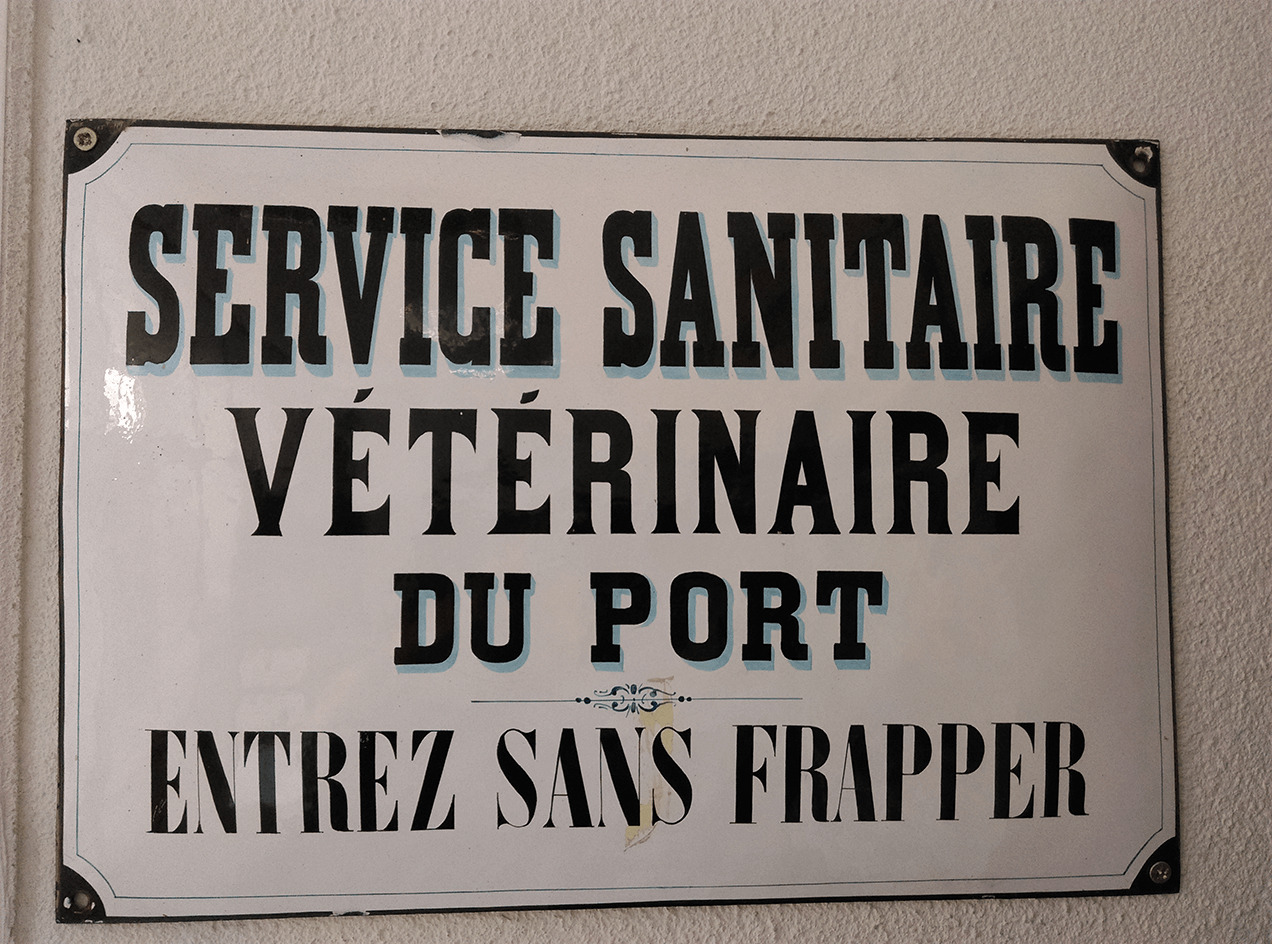 SERVICE SANITAIRE
VÉTÉRINAIRE
DU PORT
ENTREZ SANS FRAPPER